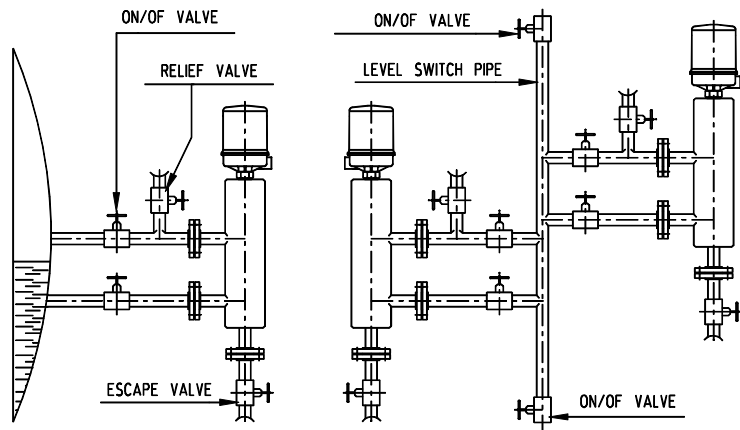 ON/OF VALVE
ON/OF VALVE
RELIEF VALVE
LEVEL SWITCH PIPE
ESCAPE VALVE
ON/OF VALVE